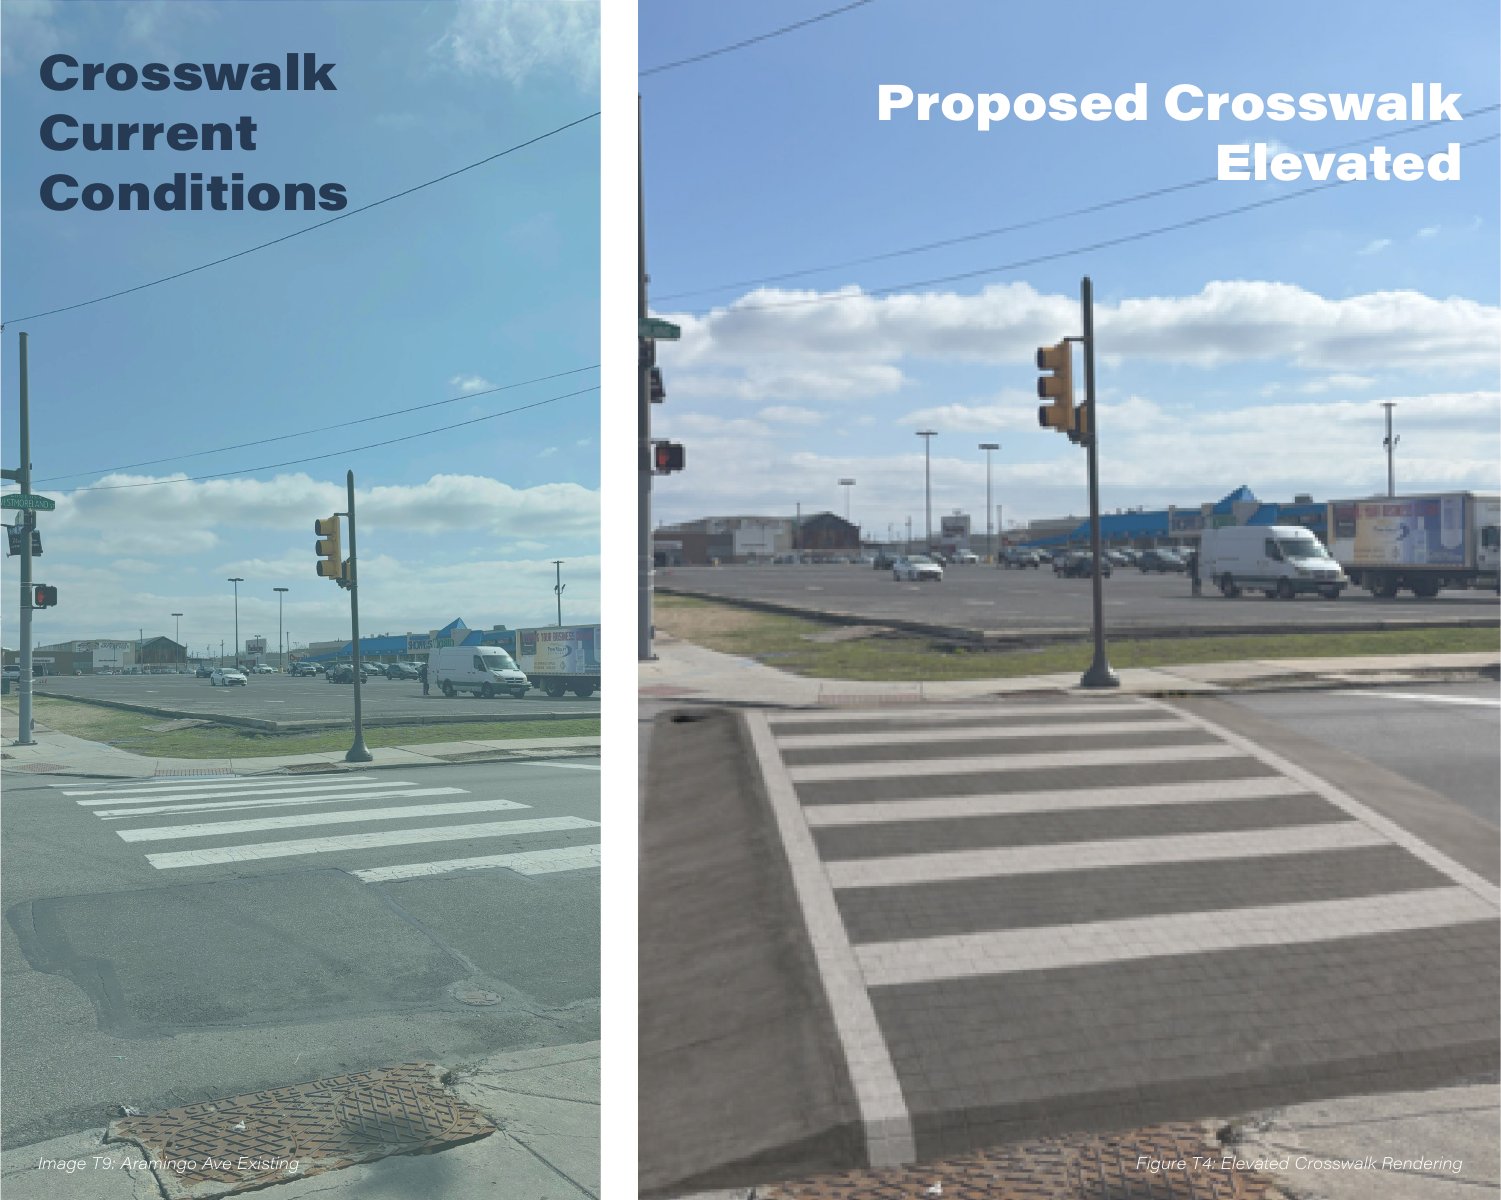 Crosswalk
Current
Conditions
Proposed Crosswalk
Elevated
Image T9: Aramingo Ave Existing
Figure T4: Elevated Crosswalk Rendering